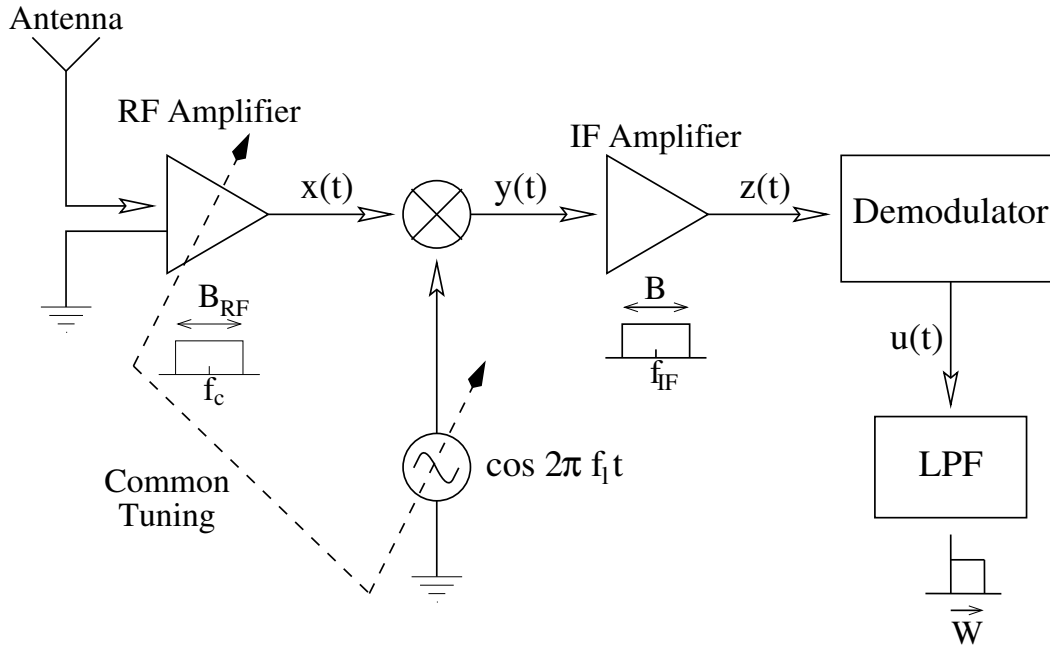 Antenna
RF Amplifier
IF Amplifier
x(t)
y(t)
z(t)
Demodulator
B_RF
f_c
B
f_IF
u(t)
cos 2π f_l t
LPF
Common
Tuning
W